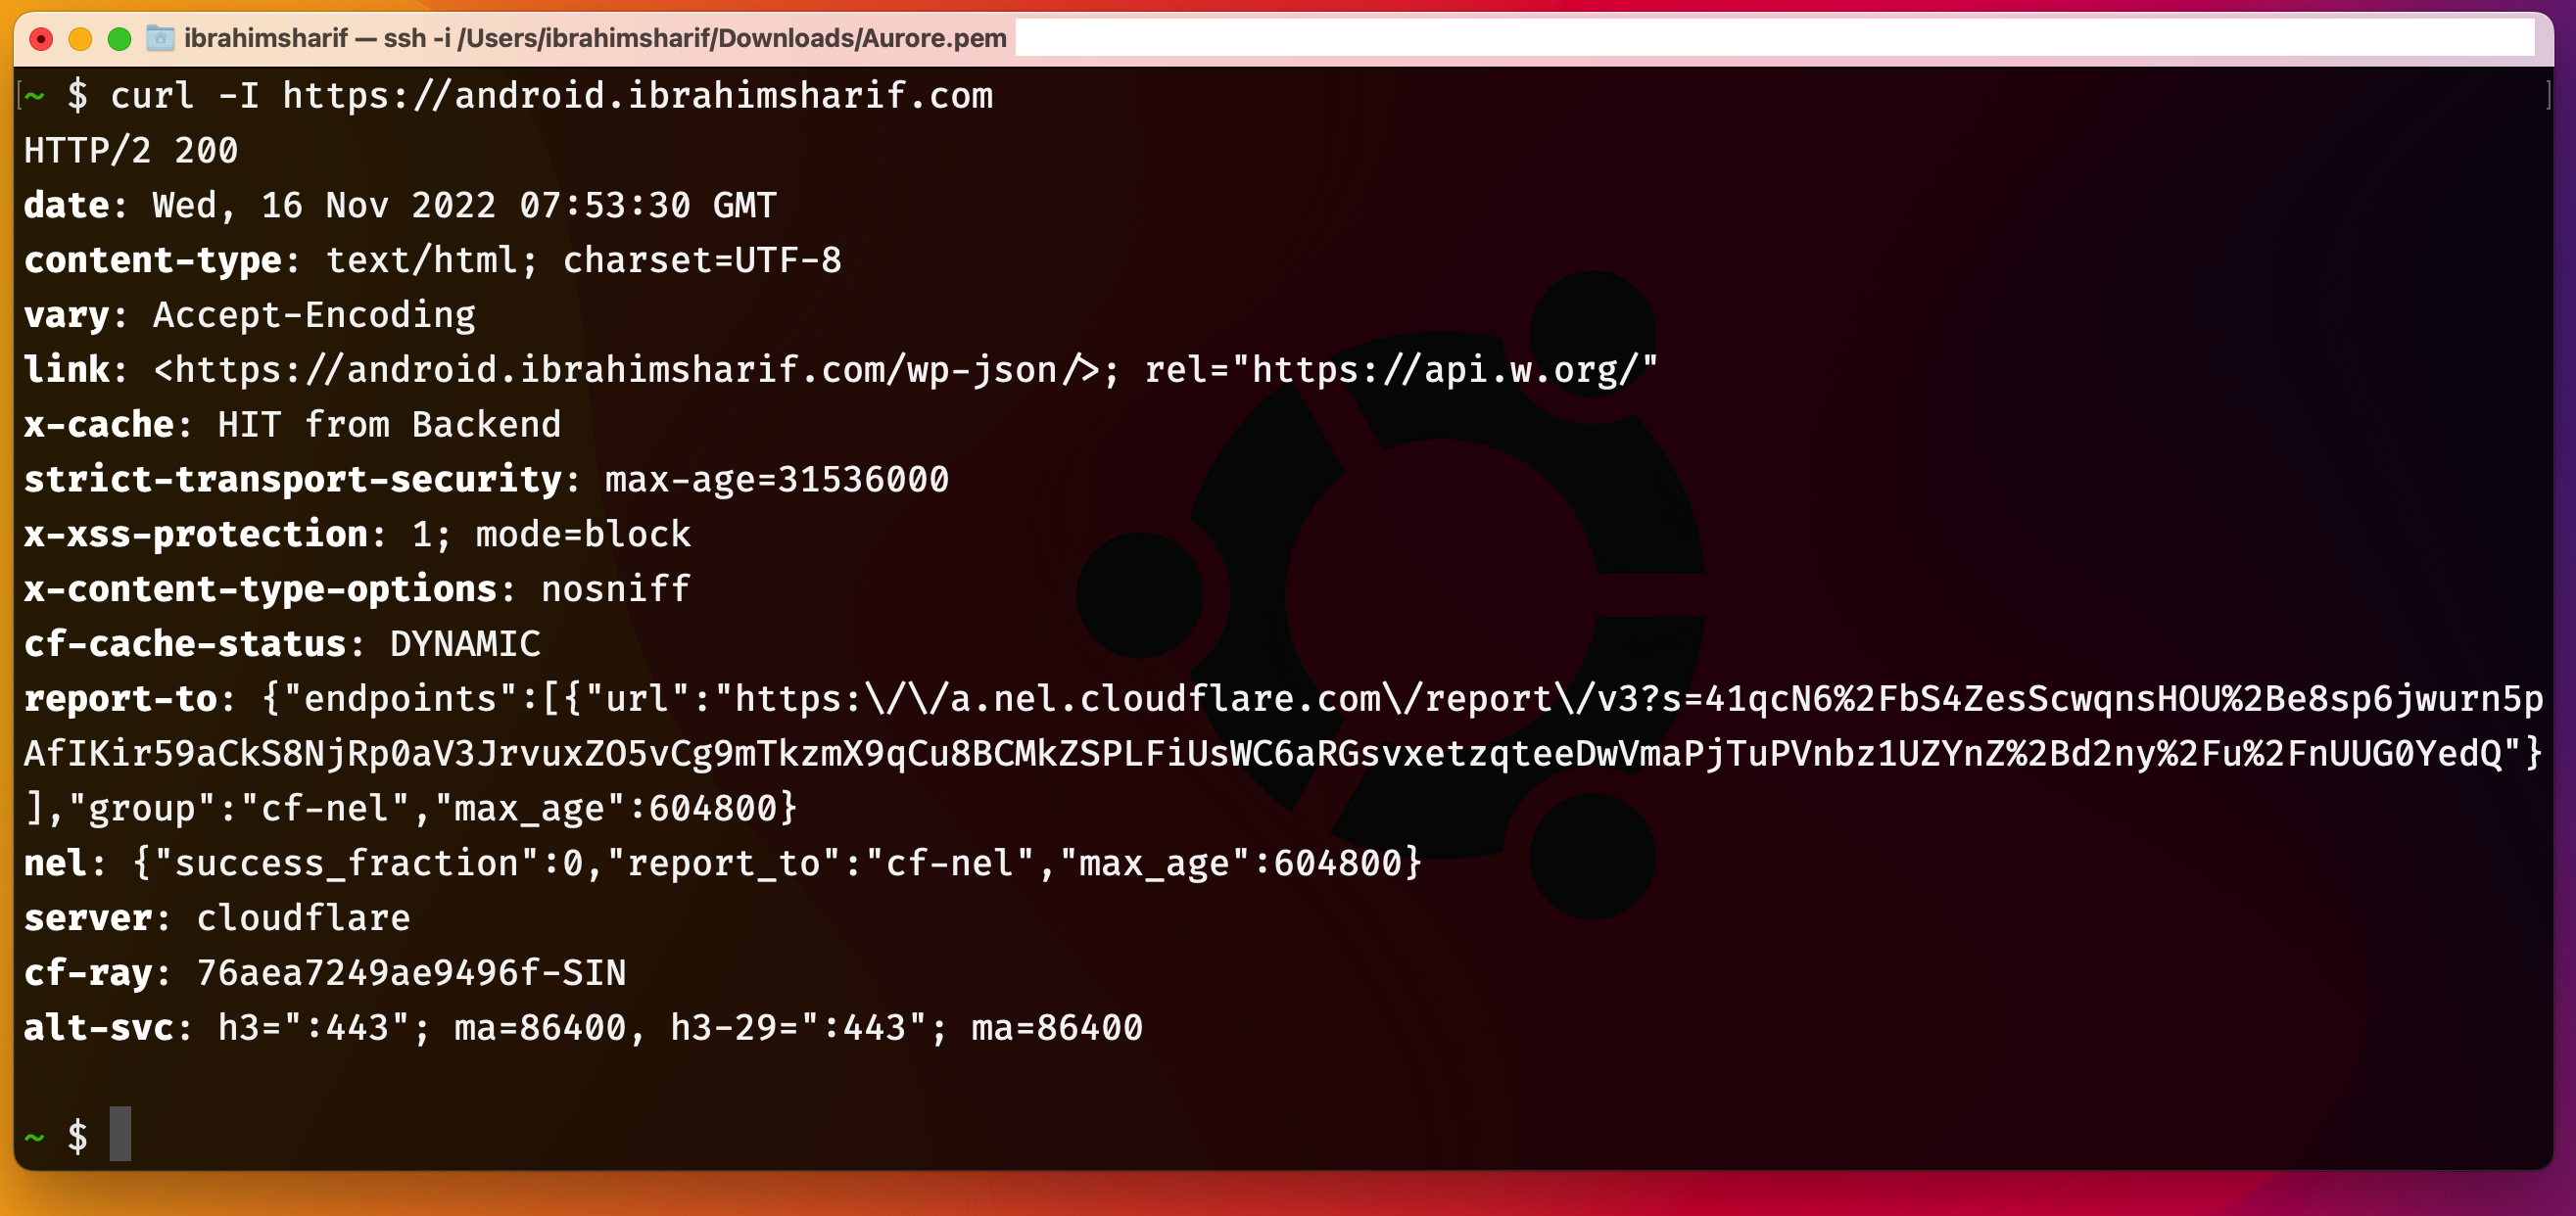 ibrahimsharif — ssh -i /Users/ibrahimsharif/Downloads/Aurore.pem
[~ $ curl -I https://android.ibrahimsharif.com ]
HTTP/2 200
date: Wed, 16 Nov 2022 07:53:30 GMT
content-type: text/html; charset=UTF-8
vary: Accept-Encoding
link: <https://android.ibrahimsharif.com/wp-json/>; rel="https://api.w.org/"
x-cache: HIT from Backend
strict-transport-security: max-age=31536000
x-xss-protection: 1; mode=block
x-content-type-options: nosniff
cf-cache-status: DYNAMIC
report-to: {"endpoints":[{"url":"https:\/\/a.nel.cloudflare.com\/report\/v3?s=41qcN6%2FbS4ZesScwqnsHOU%2Be8sp6jwurn5p
AfIKir59aCkS8NjRp0aV3JrvuxZO5vCg9mTkzmX9qCu8BCMkZSPLFiUsWC6aRGsvxetzqteeDwVmaPjTuPVnbz1UZYnZ%2Bd2ny%2Fu%2FnUUG0YedQ"}
],"group":"cf-nel","max_age":604800}
nel: {"success_fraction":0,"report_to":"cf-nel","max_age":604800}
server: cloudflare
cf-ray: 76aea7249ae9496f-SIN
alt-svc: h3=":443"; ma=86400, h3-29=":443"; ma=86400
~ $